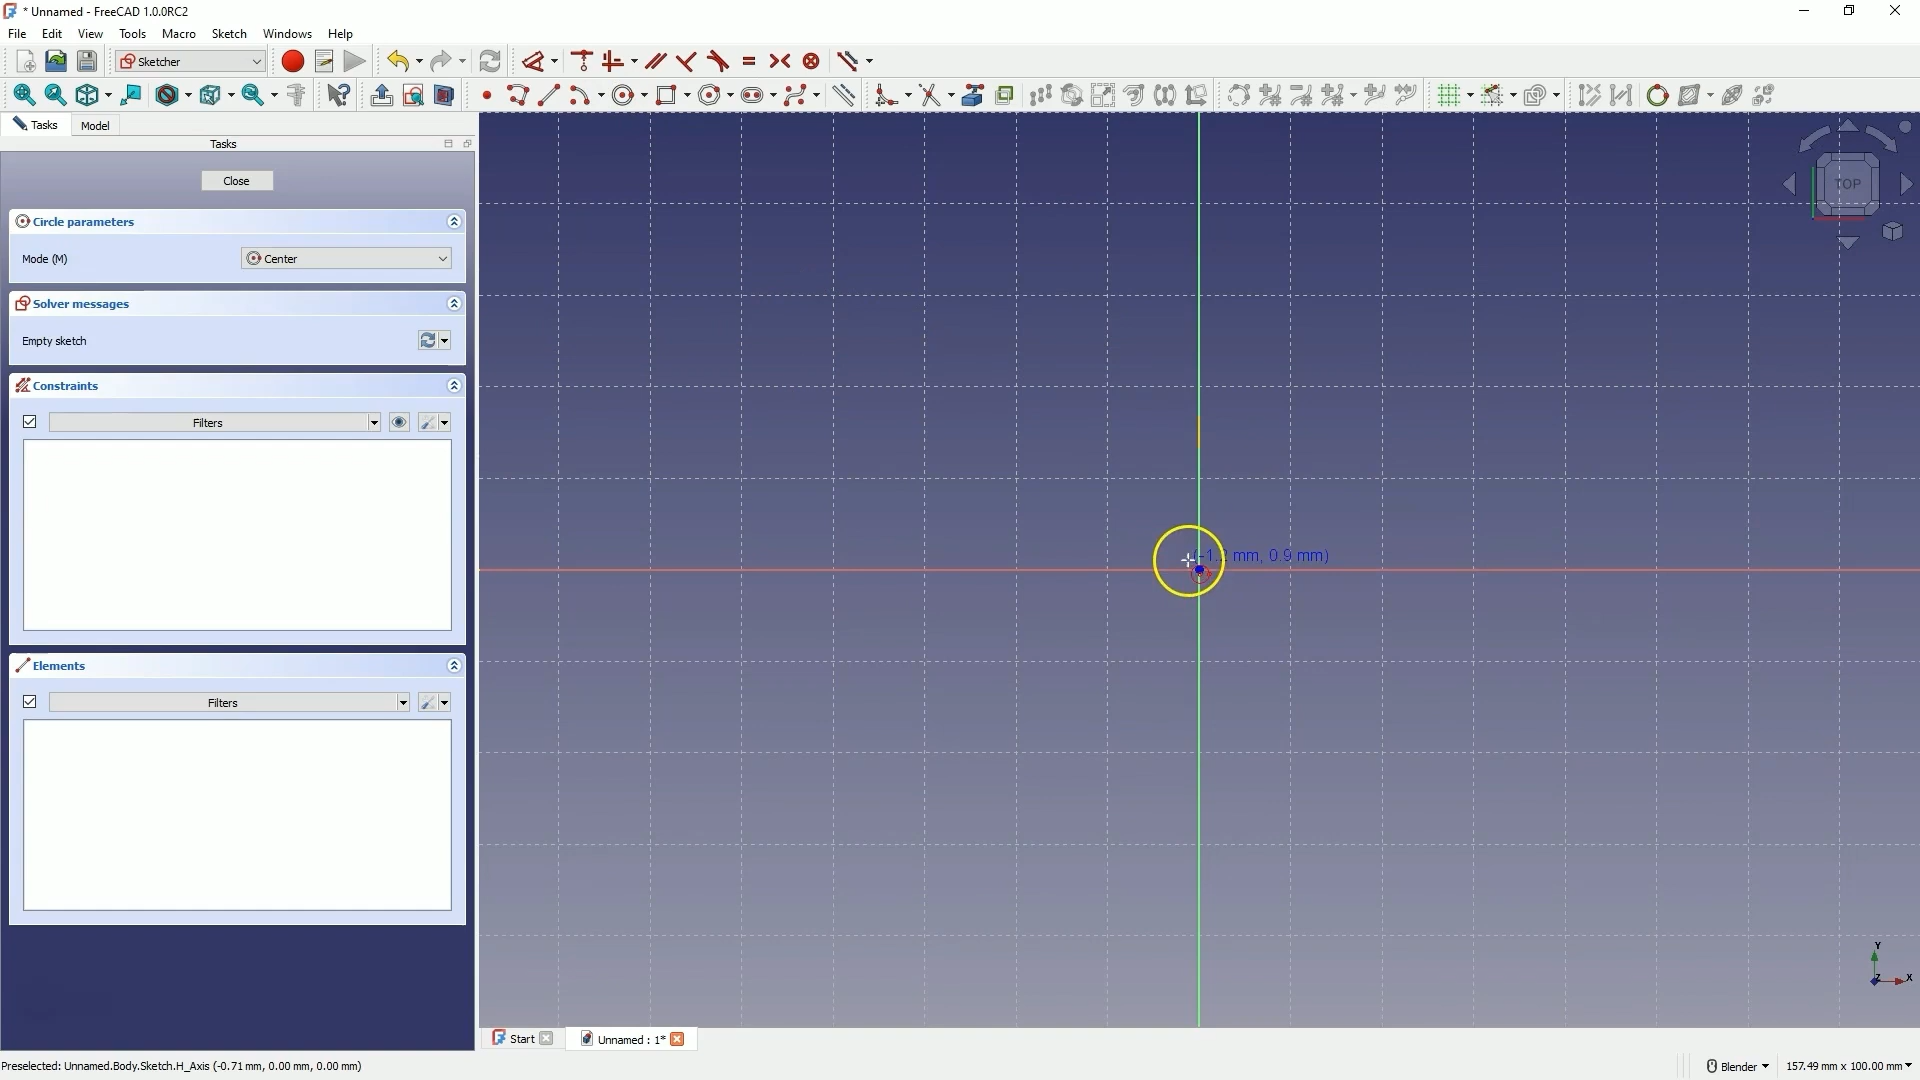 * Unnamed - FreeCAD 1.0.0RC2
File Edit View Tools Macro Sketch Windows Help
Sketcher
Tasks Model
Tasks
Close
Circle parameters
Mode (M) Center
Solver messages
Empty sketch
Constraints
Filters
Elements
Filters
TOP
(-1.2 mm, 0.9 mm)
Y
Z X
Start Unnamed : 1*
Preselected: Unnamed.Body.Sketch.H_Axis (-0.71 mm, 0.00 mm, 0.00 mm) Blender 157.49 mm x 100.00 mm